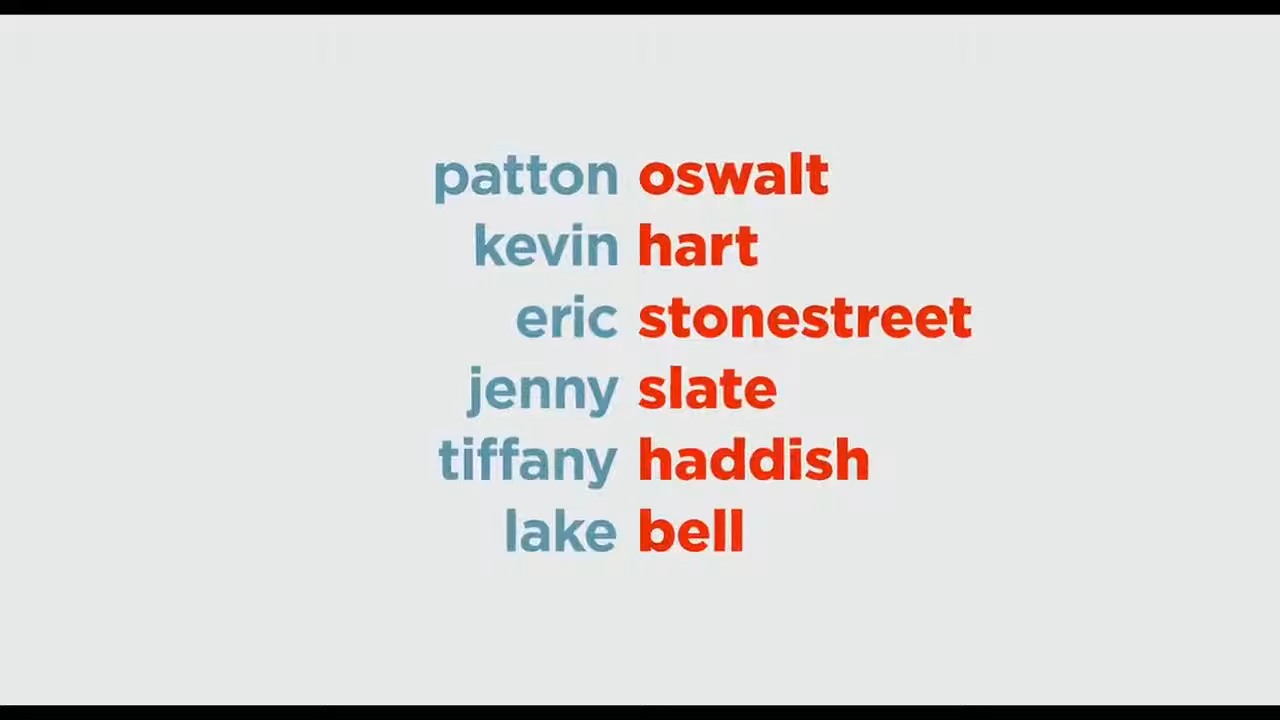 patton oswalt
kevin hart
eric stonestreet
jenny slate
tiffany haddish
lake bell